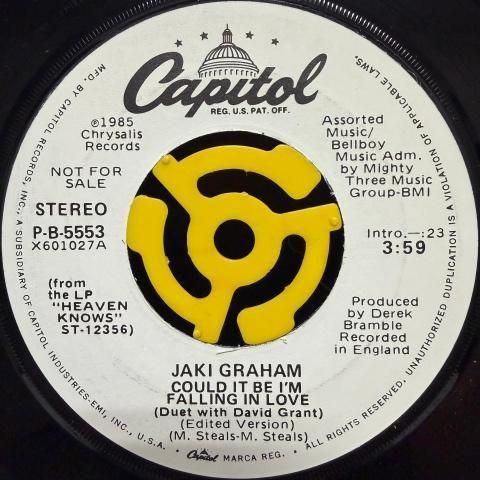 Capitol
REG. U.S. PAT. OFF.
℗1985
Chrysalis
Records
NOT FOR
SALE
STEREO
P-B-5553
X601027A
(from
the LP
"HEAVEN
KNOWS"
ST-12356)
Assorted
Music/
Bellboy
Music Adm.
by Mighty
Three Music
Group-BMI
Intro.—:23
3:59
Produced by
Derek
Bramble
Recorded
in England
JAKI GRAHAM
COULD IT BE I'M
FALLING IN LOVE
(Duet with David Grant)
(Edited Version)
(M. Steals-M. Steals)
MFD. BY CAPITOL RECORDS, INC., A SUBSIDIARY OF CAPITOL INDUSTRIES-EMI, INC., U.S.A. • Capitol MARCA REG. • ALL RIGHTS RESERVED. UNAUTHORIZED DUPLICATION IS A VIOLATION OF APPLICABLE LAWS.